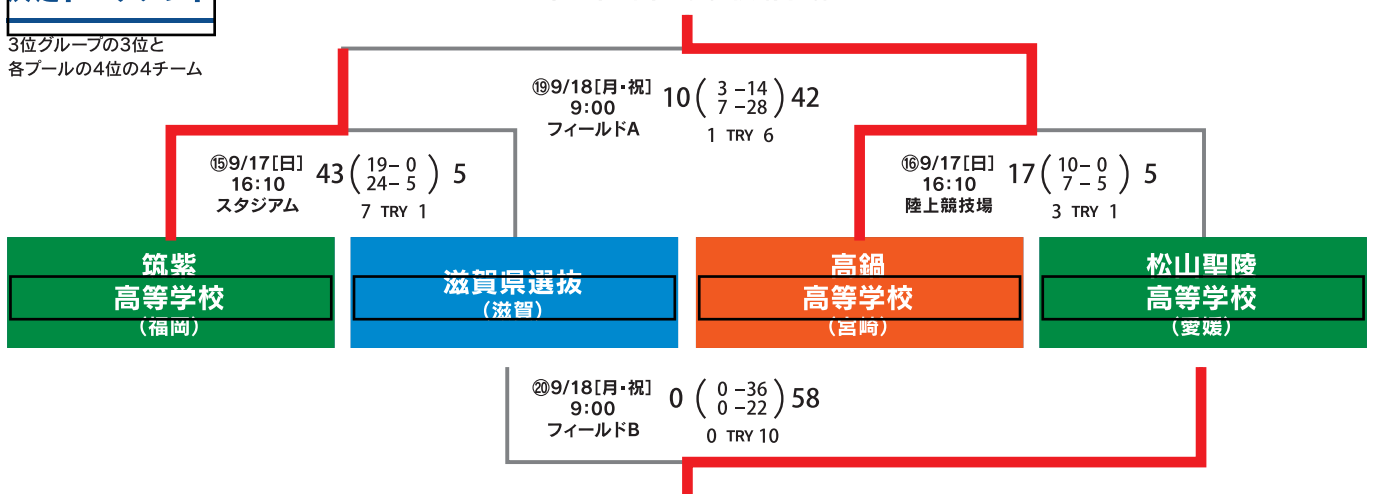 3位グループの3位と
各プールの4位の4チーム
⑲9/18[月・祝]
9:00
フィールドA
10 ( 3 −14 ) 42
7 −28
1 TRY 6
⑮9/17[日]
16:10
スタジアム
43 ( 19− 0 ) 5
24− 5
7 TRY 1
⑯9/17[日]
16:10
陸上競技場
17 ( 10− 0 ) 5
7 − 5
3 TRY 1
筑紫
高等学校
(福岡)
滋賀県選抜
(滋賀)
高鍋
高等学校
(宮崎)
松山聖陵
高等学校
(愛媛)
⑳9/18[月・祝]
9:00
フィールドB
0 ( 0 −36 ) 58
0 −22
0 TRY 10